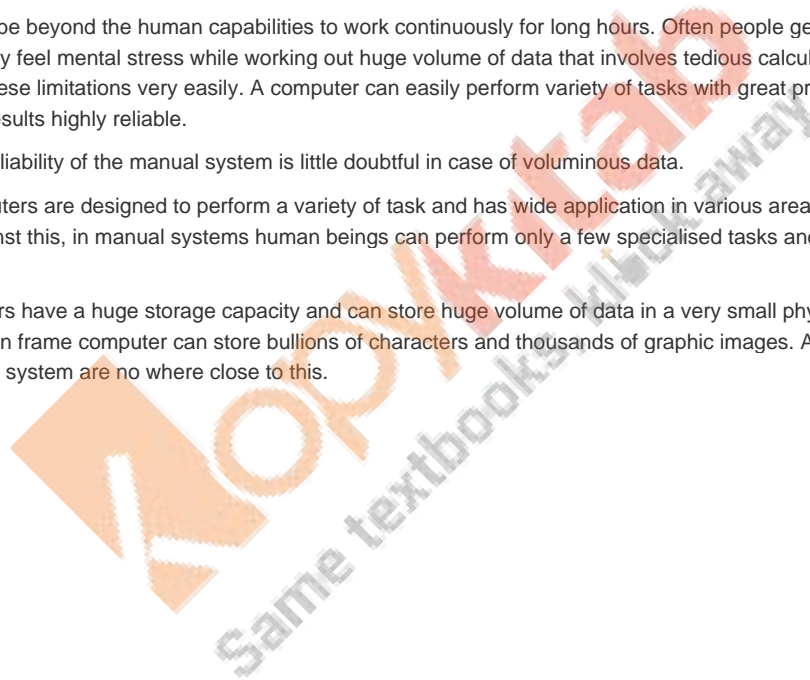 be beyond the human capabilities to work continuously for long hours. Often people ge
y feel mental stress while working out huge volume of data that involves tedious calcul
ese limitations very easily. A computer can easily perform variety of tasks with great pr
esults highly reliable.
liability of the manual system is little doubtful in case of voluminous data.
uters are designed to perform a variety of task and has wide application in various area
nst this, in manual systems human beings can perform only a few specialised tasks and
rs have a huge storage capacity and can store huge volume of data in a very small phy
n frame computer can store bullions of characters and thousands of graphic images. A
system are no where close to this.
kopykitab
Same textbooks, klick away